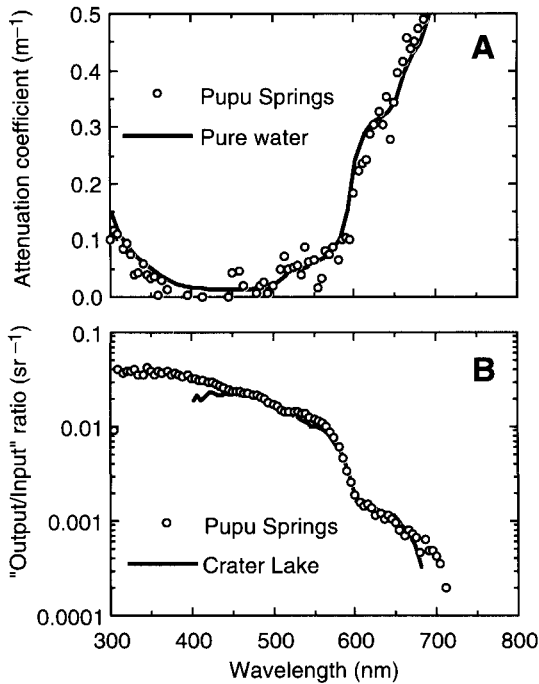 Attenuation coefficient (m⁻¹)
0.5
0.4
0.3
0.2
0.1
0.0
A
Pupu Springs
Pure water
"Output/Input" ratio (sr⁻¹)
0.1
0.01
0.001
0.0001
B
Pupu Springs
Crater Lake
300 400 500 600 700 800
Wavelength (nm)